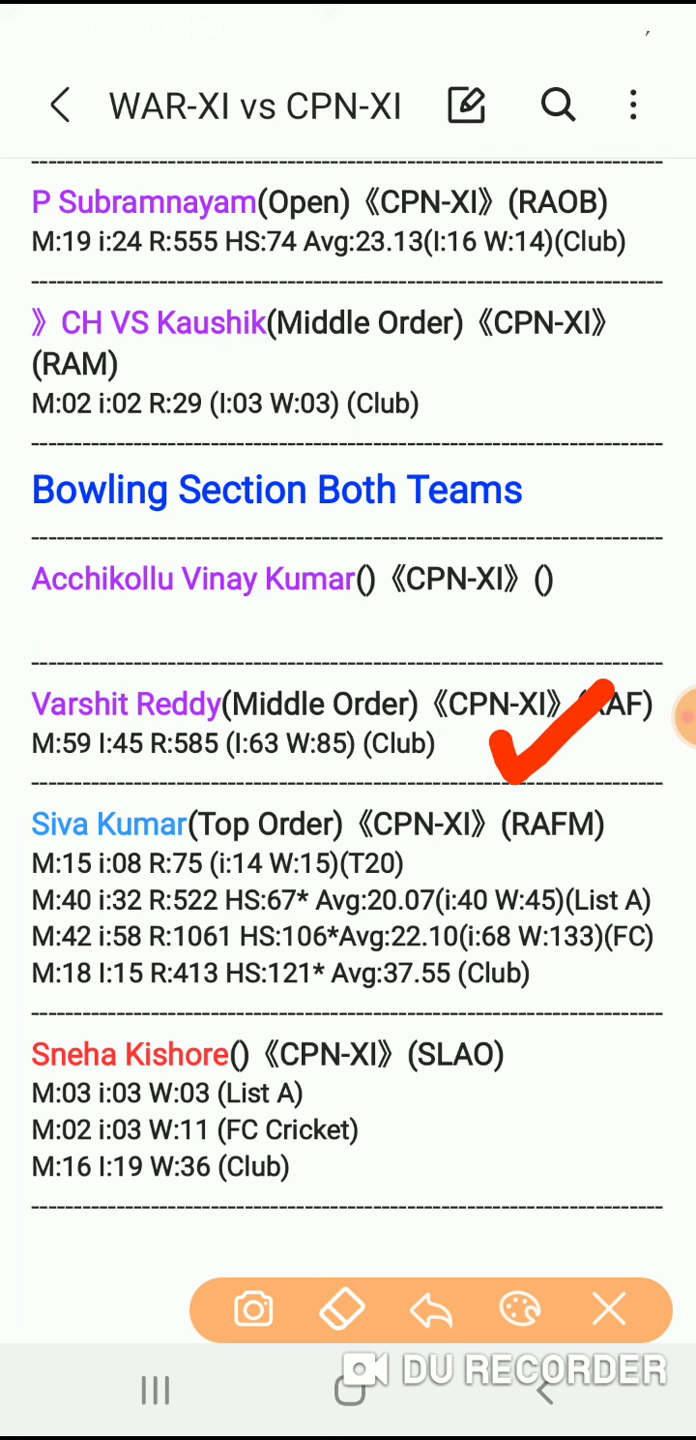 WAR-XI vs CPN-XI
P Subramnayam(Open)《CPN-XI》(RAOB)
M:19 i:24 R:555 HS:74 Avg:23.13(I:16 W:14)(Club)
》CH VS Kaushik(Middle Order)《CPN-XI》
(RAM)
M:02 i:02 R:29 (I:03 W:03) (Club)
Bowling Section Both Teams
Acchikollu Vinay Kumar()《CPN-XI》()
Varshit Reddy(Middle Order)《CPN-XI》(RAF)
M:59 I:45 R:585 (I:63 W:85) (Club)
Siva Kumar(Top Order)《CPN-XI》(RAFM)
M:15 i:08 R:75 (i:14 W:15)(T20)
M:40 i:32 R:522 HS:67* Avg:20.07(i:40 W:45)(List A)
M:42 i:58 R:1061 HS:106*Avg:22.10(i:68 W:133)(FC)
M:18 I:15 R:413 HS:121* Avg:37.55 (Club)
Sneha Kishore()《CPN-XI》(SLAO)
M:03 i:03 W:03 (List A)
M:02 i:03 W:11 (FC Cricket)
M:16 I:19 W:36 (Club)
DU RECORDER